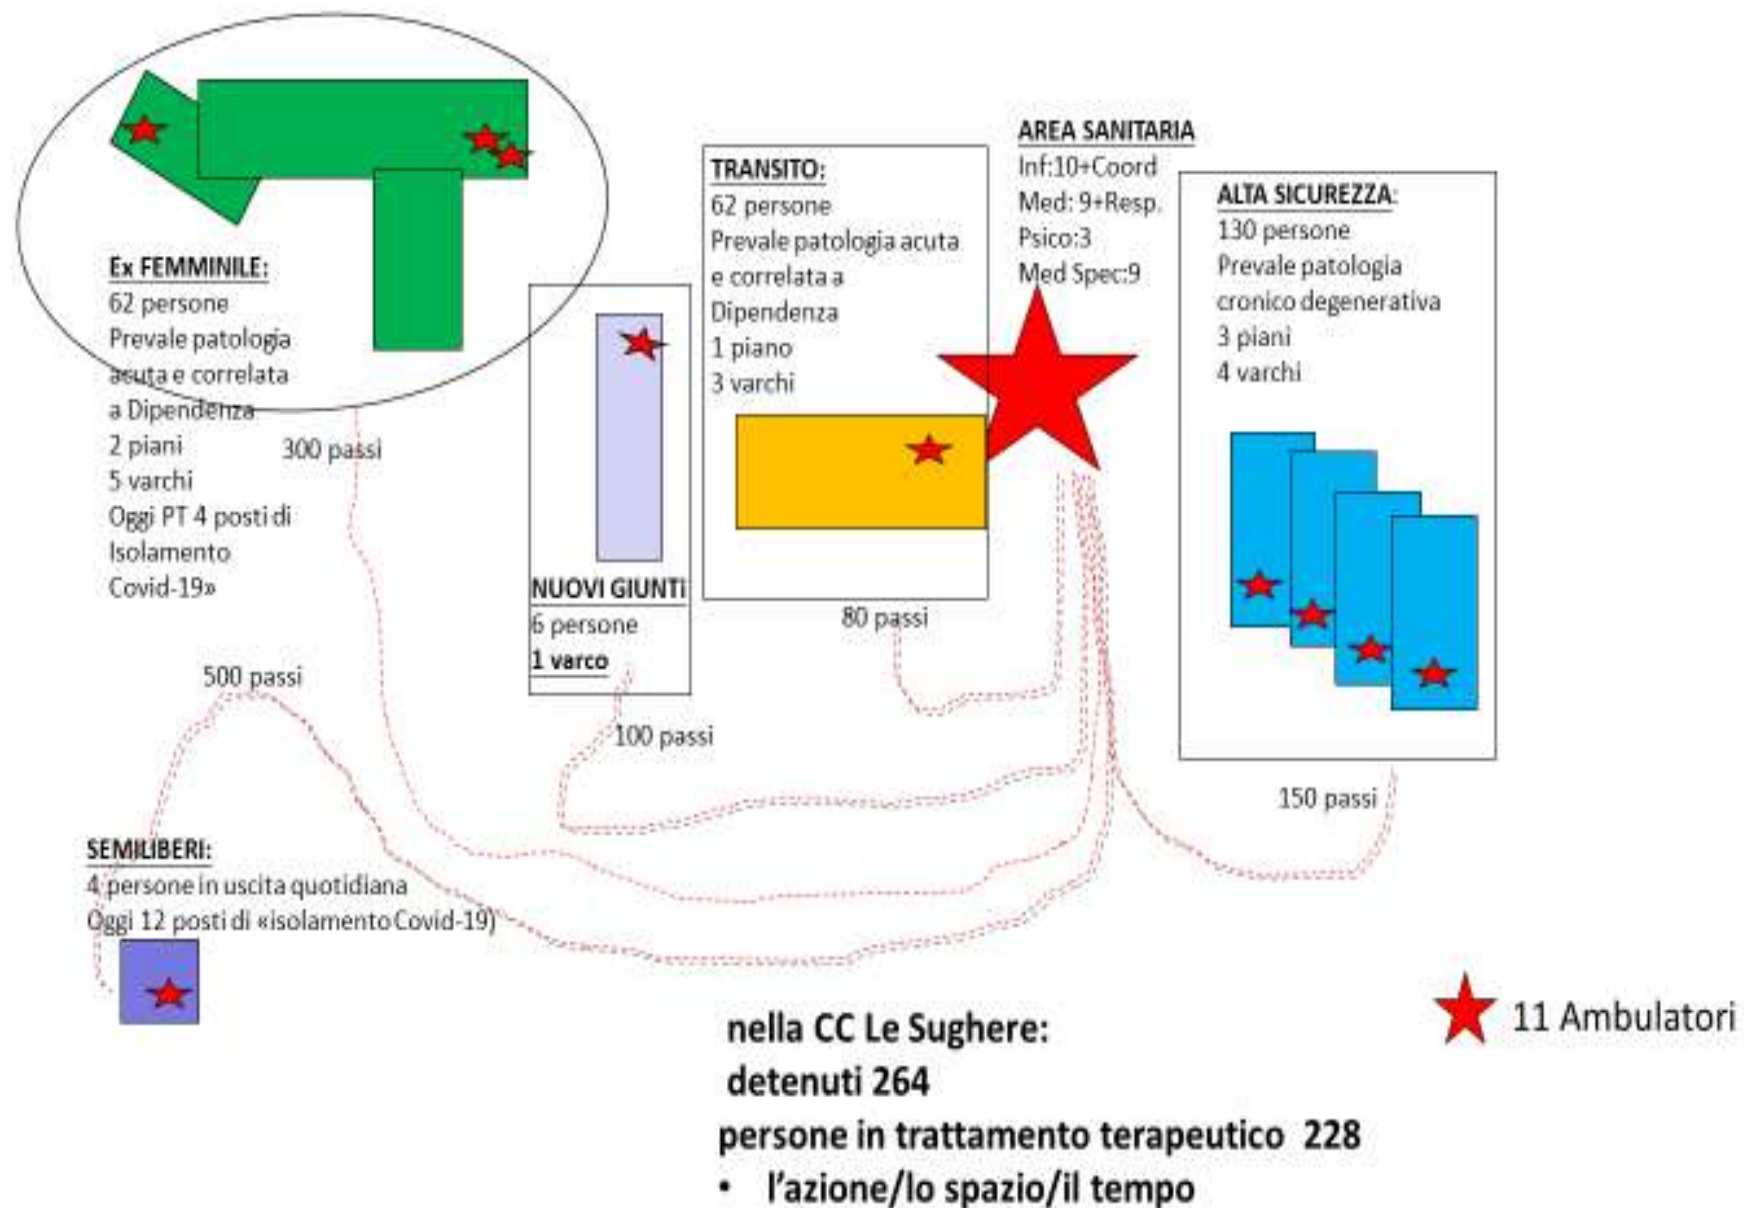 Ex FEMMINILE:
62 persone
Prevale patologia
acuta e correlata
a Dipendenza
2 piani
5 varchi
Oggi PT 4 posti di
Isolamento
Covid-19»
300 passi
NUOVI GIUNTI
6 persone
1 varco
100 passi
TRANSITO:
62 persone
Prevale patologia acuta
e correlata a
Dipendenza
1 piano
3 varchi
80 passi
AREA SANITARIA
Inf:10+Coord
Med: 9+Resp.
Psico:3
Med Spec:9
ALTA SICUREZZA:
130 persone
Prevale patologia
cronico degenerativa
3 piani
4 varchi
150 passi
500 passi
SEMILIBERI:
4 persone in uscita quotidiana
Oggi 12 posti di «isolamento Covid-19)
11 Ambulatori
nella CC Le Sughere:
detenuti 264
persone in trattamento terapeutico 228
• l'azione/lo spazio/il tempo